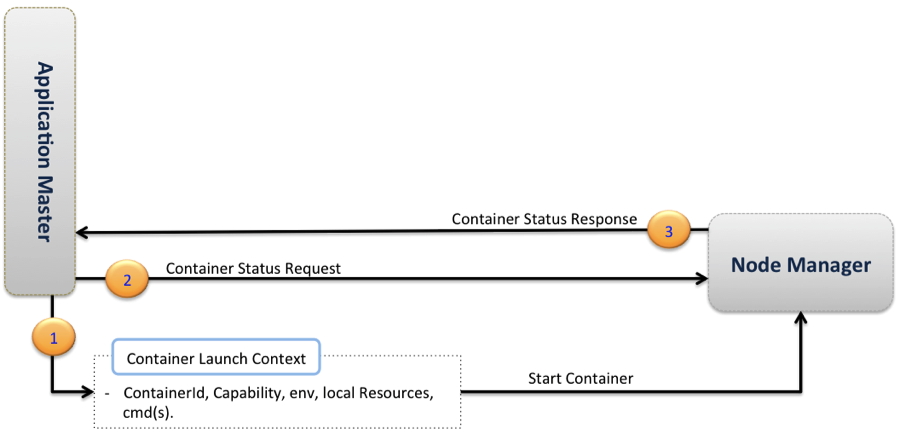 Application Master
Container Status Response
3
Node Manager
2
Container Status Request
1
Container Launch Context
- ContainerId, Capability, env, local Resources,
cmd(s).
Start Container